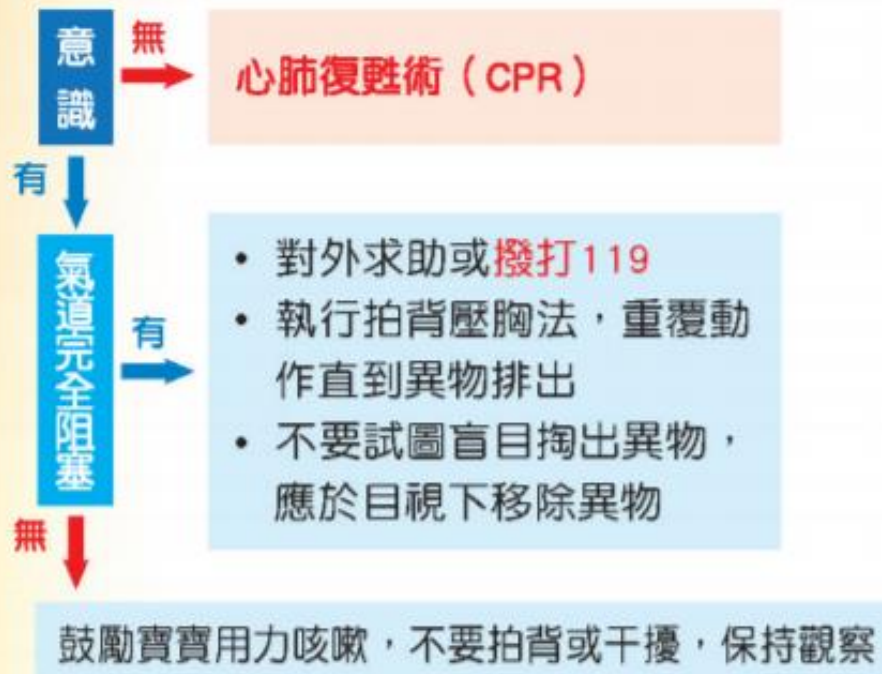 意識
無
心肺復甦術（CPR）
有
氣道完全阻塞
有
• 對外求助或撥打119
• 執行拍背壓胸法，重覆動
作直到異物排出
• 不要試圖盲目掏出異物，
應於目視下移除異物
無
鼓勵寶寶用力咳嗽，不要拍背或干擾，保持觀察